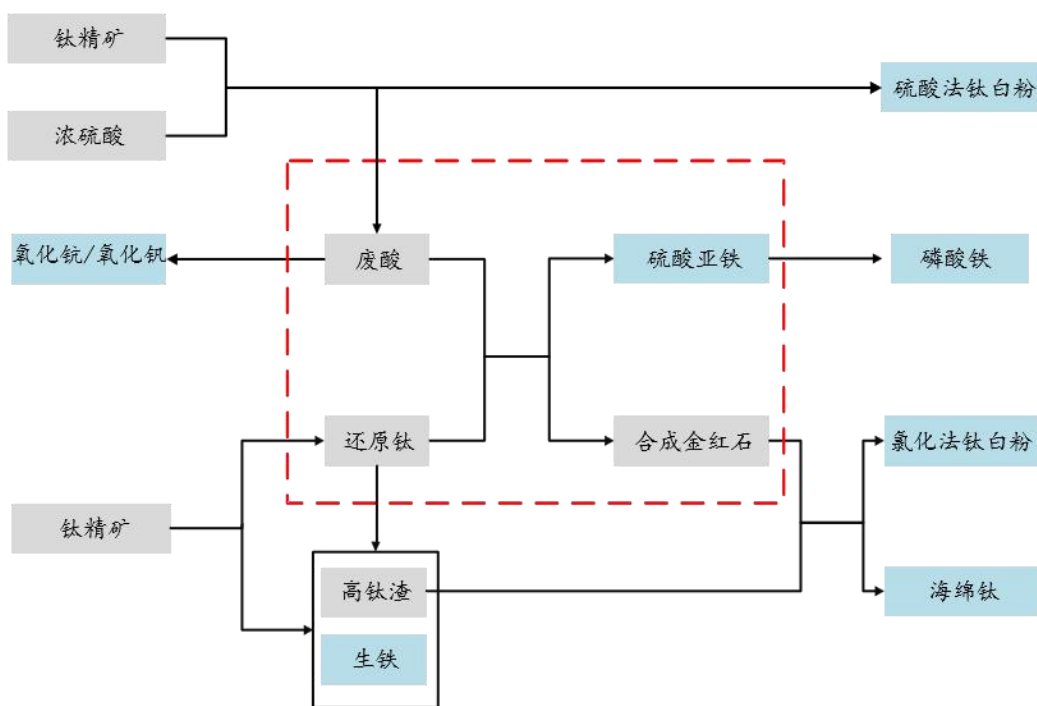 钛精矿
浓硫酸
硫酸法钛白粉
氧化钪/氧化钒
废酸
硫酸亚铁
磷酸铁
还原钛
合成金红石
氯化法钛白粉
钛精矿
高钛渣
海绵钛
生铁